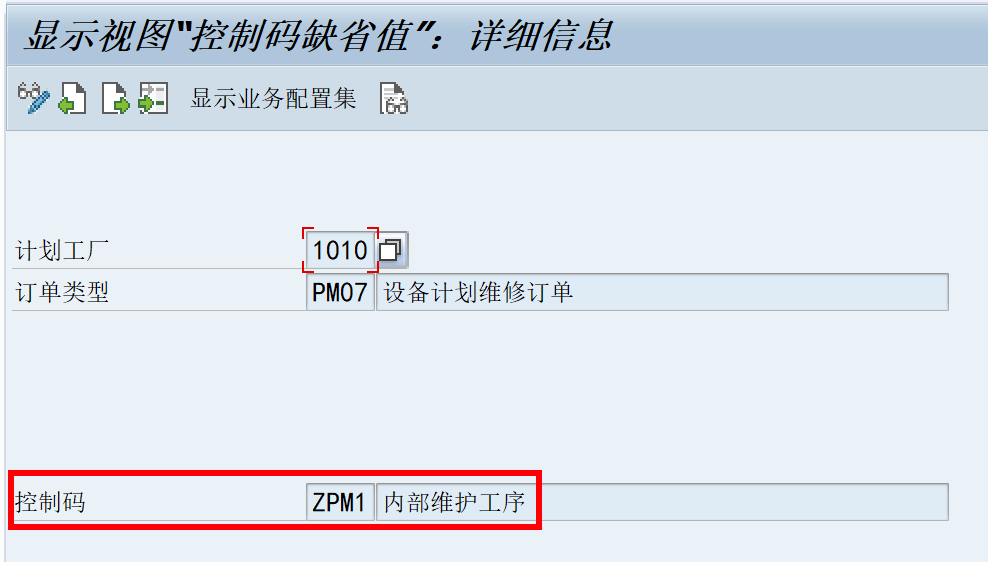 显示视图"控制码缺省值": 详细信息
显示业务配置集
计划工厂 1010
订单类型 PM07 设备计划维修订单
控制码 ZPM1 内部维护工序